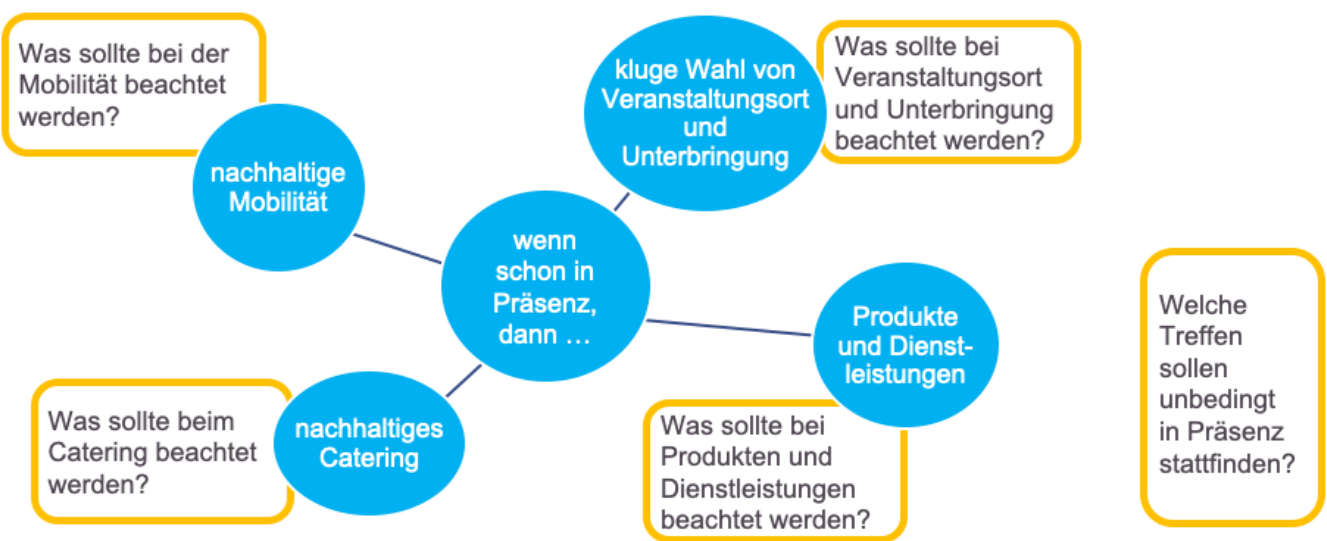 Was sollte bei der
Mobilität beachtet
werden?
nachhaltige
Mobilität
kluge Wahl von
Veranstaltungsort
und
Unterbringung
Was sollte bei
Veranstaltungsort
und Unterbringung
beachtet werden?
wenn
schon in
Präsenz,
dann …
Produkte
und Dienst-
leistungen
Was sollte bei
Produkten und
Dienstleistungen
beachtet werden?
Was sollte beim
Catering beachtet
werden?
nachhaltiges
Catering
Welche
Treffen
sollen
unbedingt
in Präsenz
stattfinden?